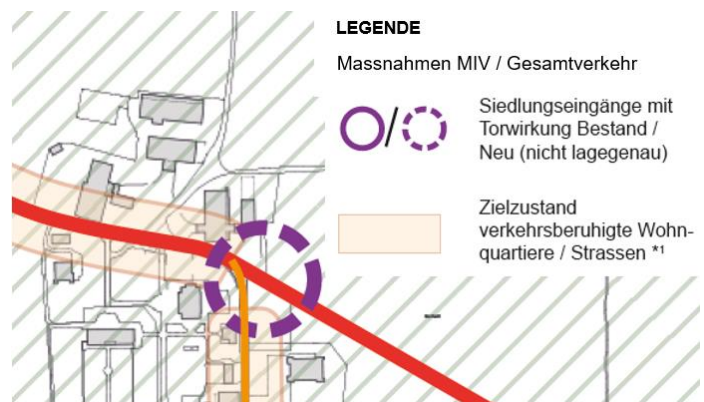 LEGENDE
Massnahmen MIV / Gesamtverkehr
Siedlungseingänge mit
Torwirkung Bestand /
Neu (nicht lagegenau)
Zielzustand
verkehrsberuhigte Wohn-
quartiere / Strassen *¹